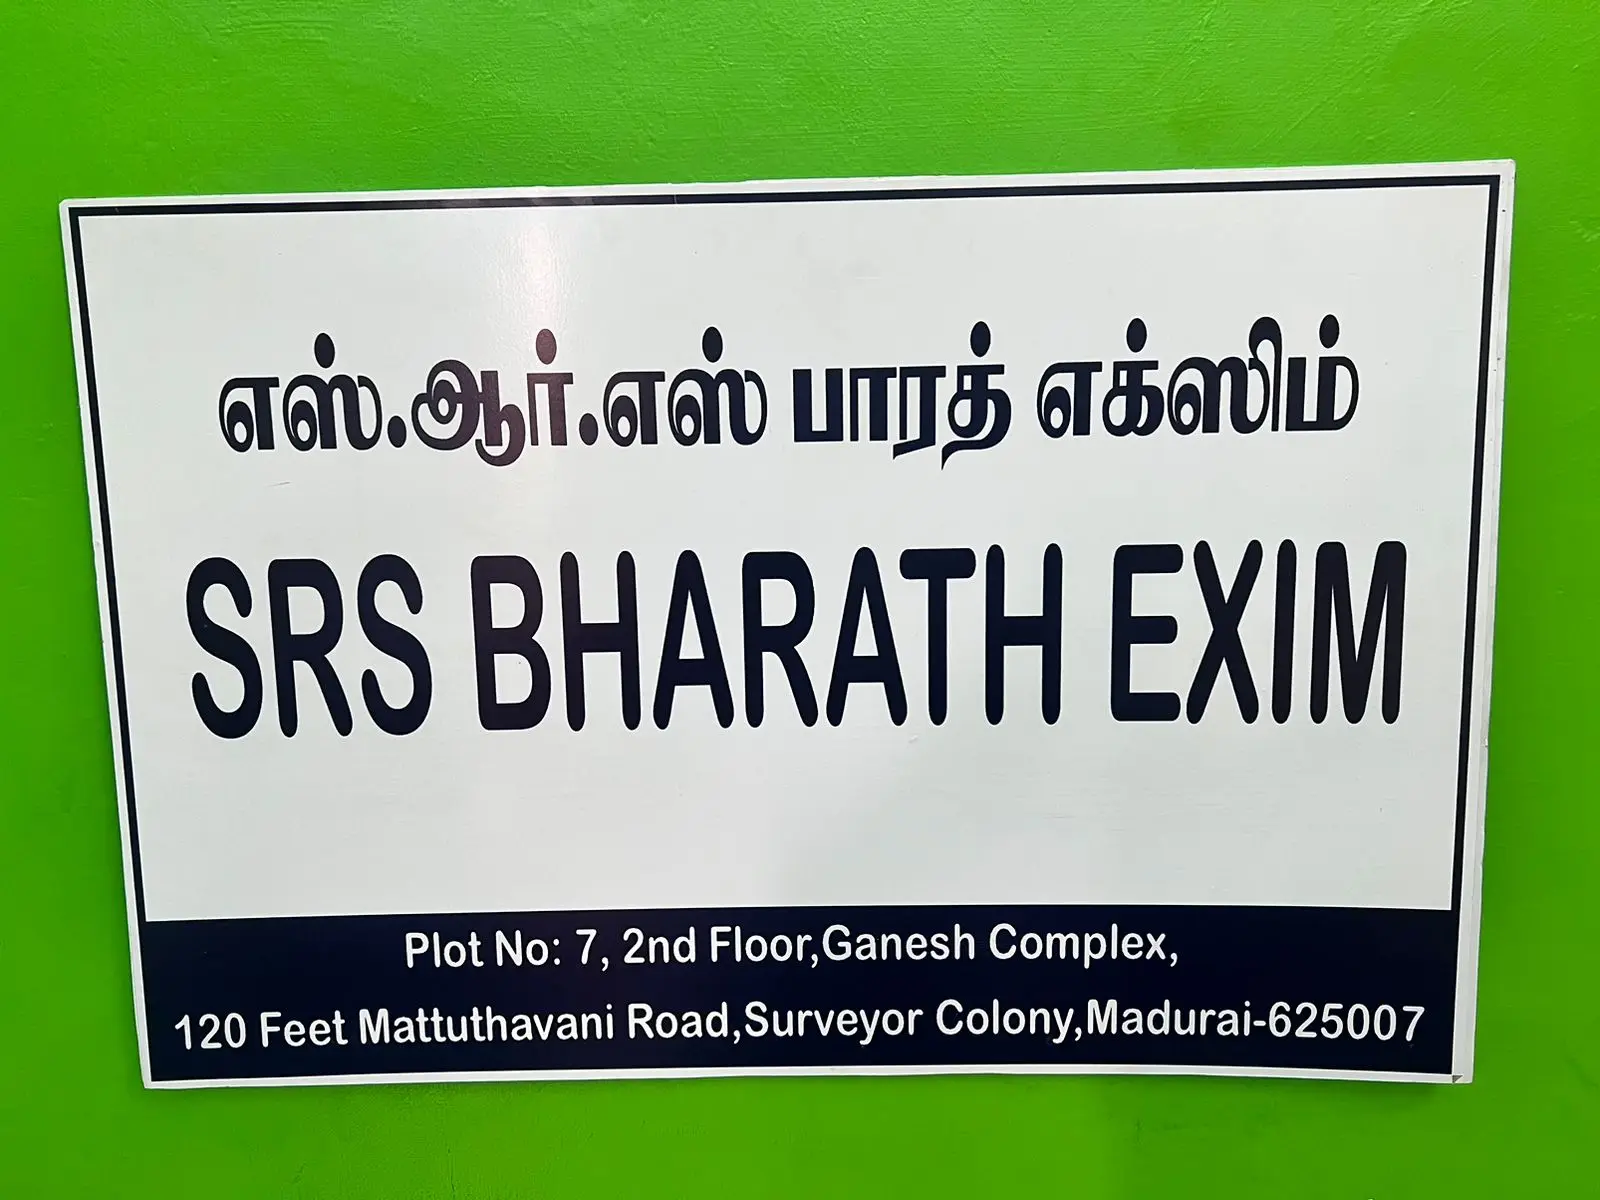 எஸ்.ஆர்.எஸ் பாரத் எக்ஸிம்
SRS BHARATH EXIM
Plot No: 7, 2nd Floor,Ganesh Complex,
120 Feet Mattuthavani Road,Surveyor Colony,Madurai-625007